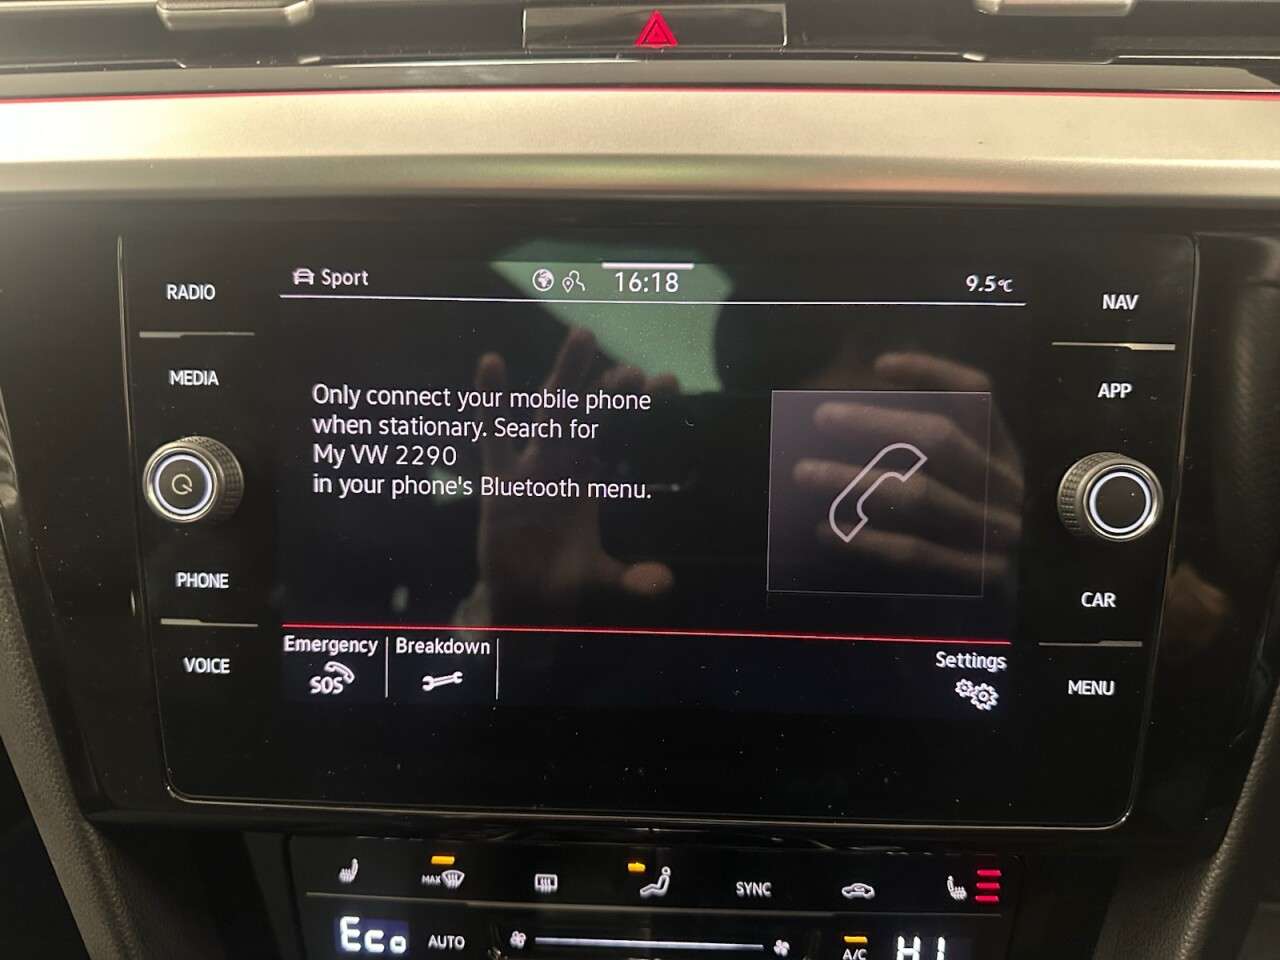 Sport
16:18
9.5°C
RADIO
MEDIA
PHONE
VOICE
Only connect your mobile phone
when stationary. Search for
My VW 2290
in your phone's Bluetooth menu.
Emergency
SOS
Breakdown
Settings
NAV
APP
CAR
MENU
MAX
SYNC
Eco
AUTO
A/C
HI